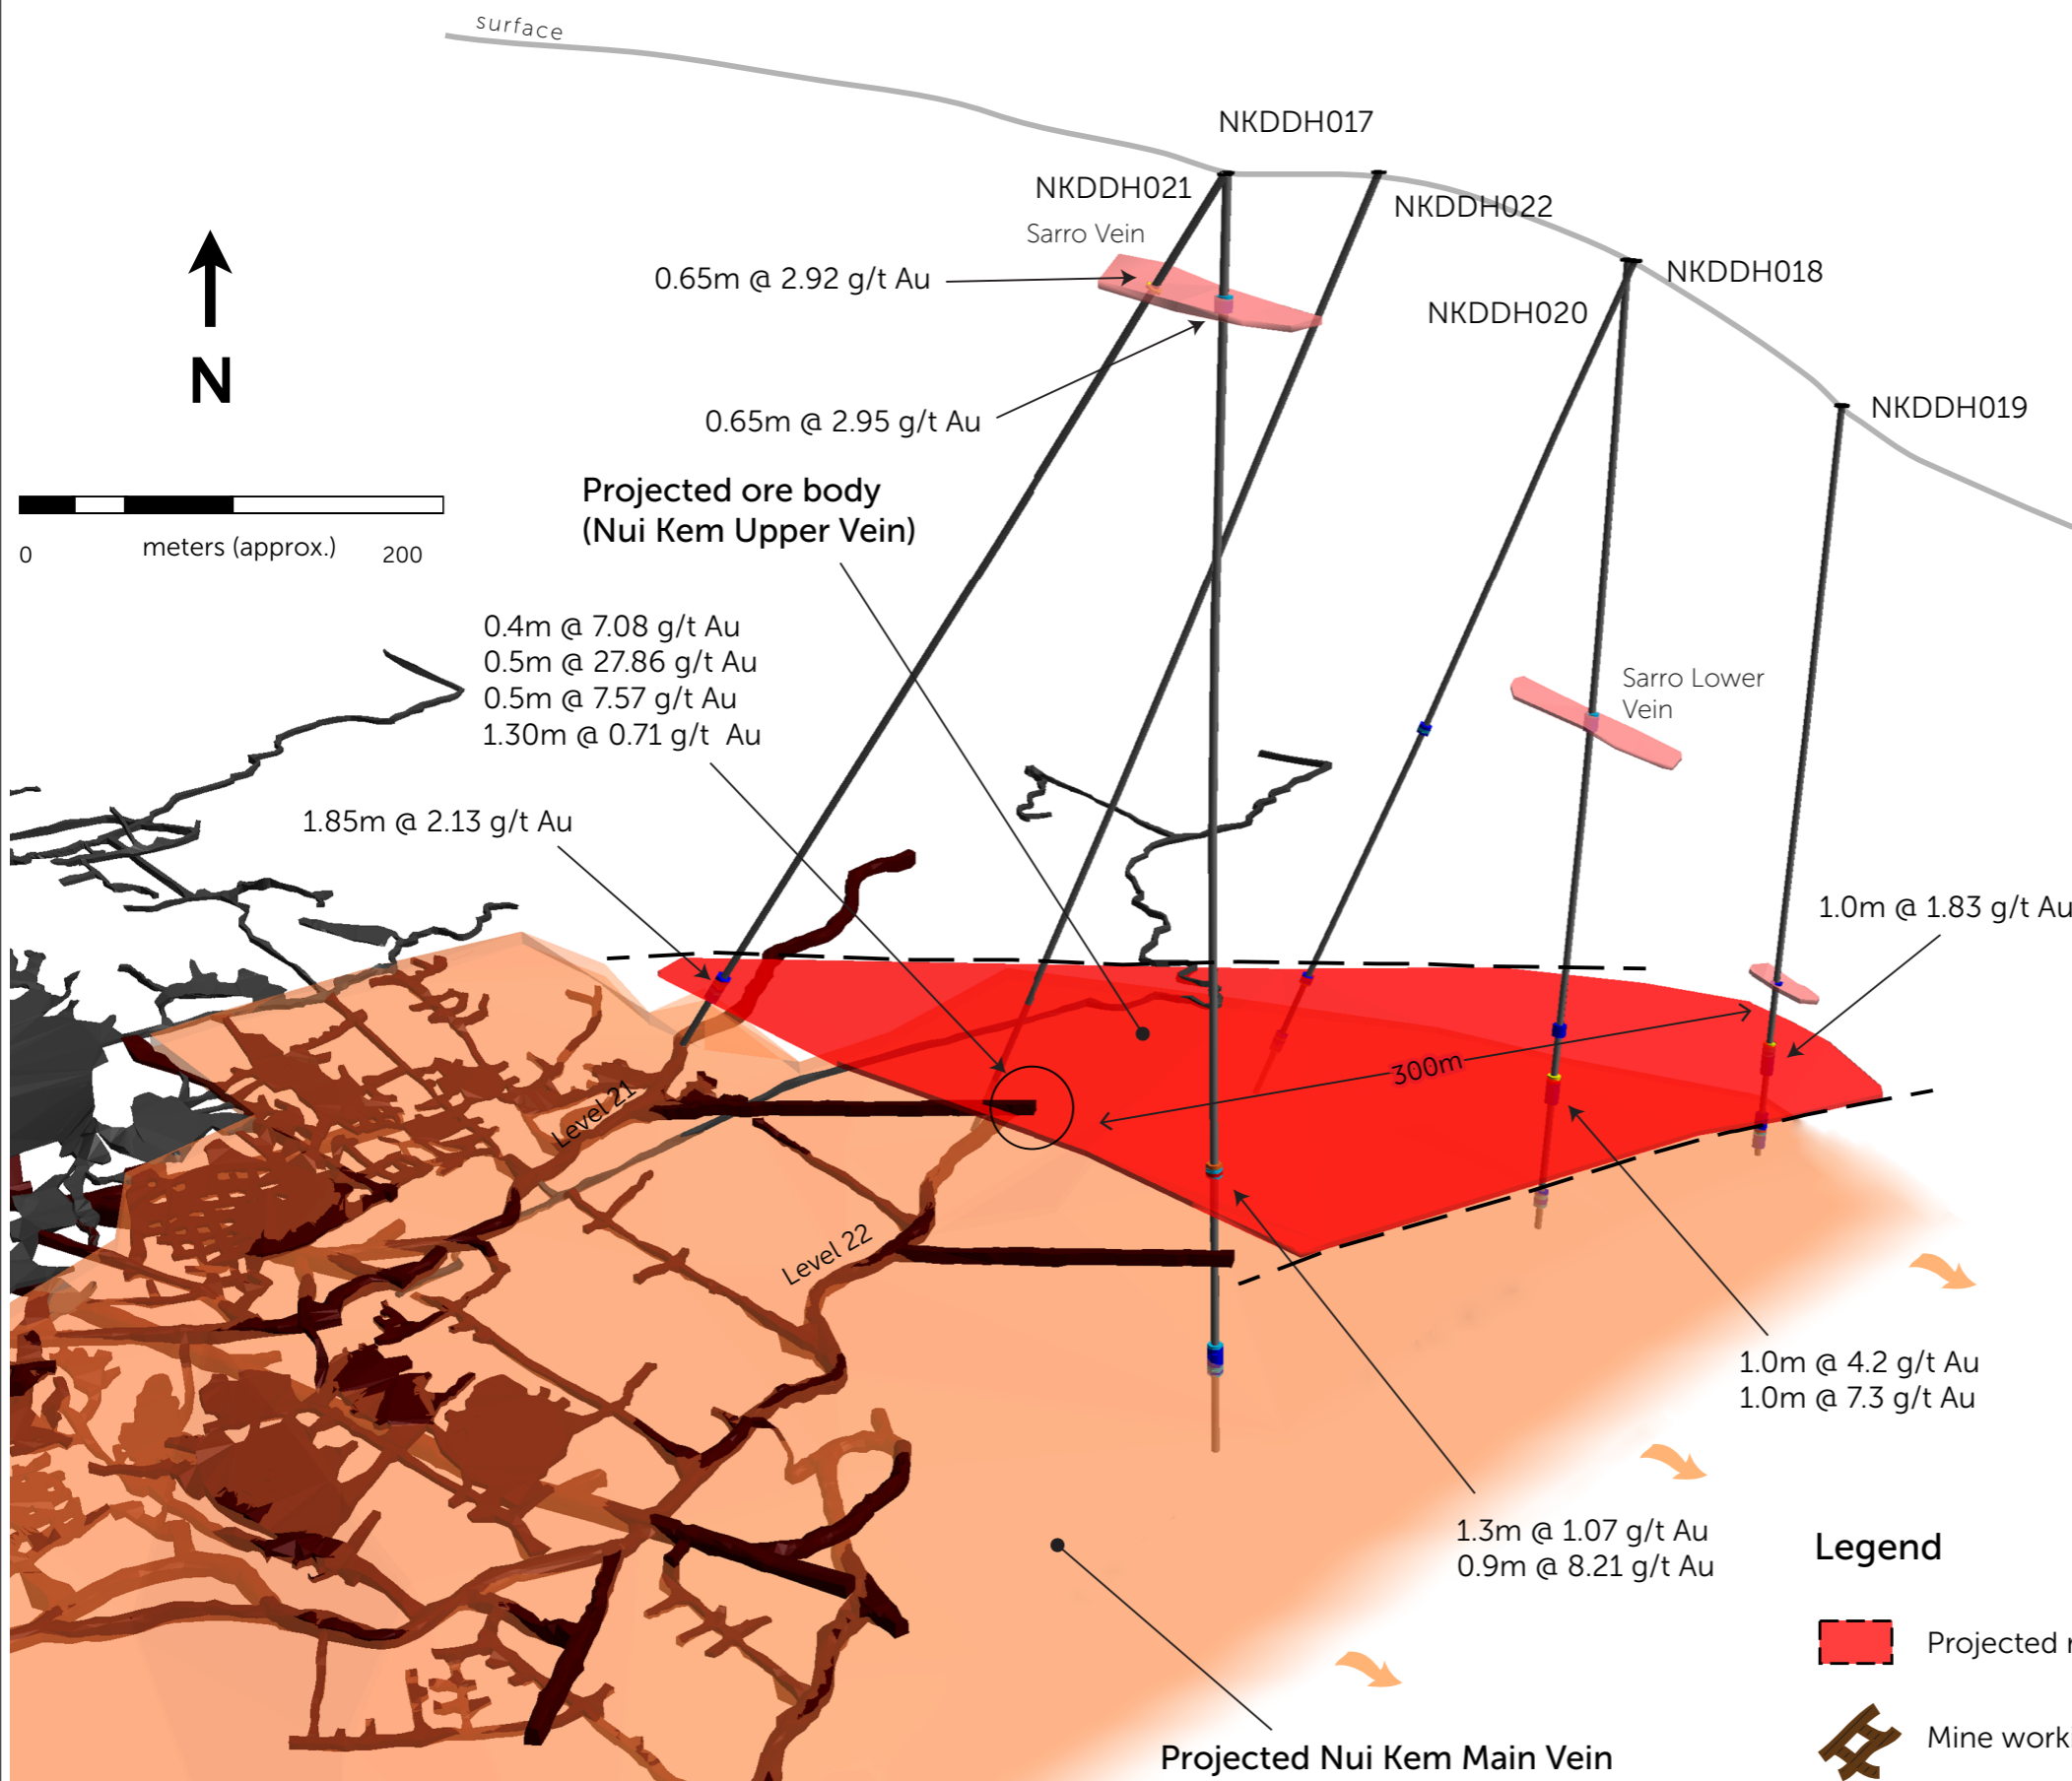 surface
NKDDH017
NKDDH021
NKDDH022
Sarro Vein
NKDDH018
0.65m @ 2.92 g/t Au
NKDDH020
N
NKDDH019
0.65m @ 2.95 g/t Au
Projected ore body
(Nui Kem Upper Vein)
meters (approx.)
0
200
0.4m @ 7.08 g/t Au
0.5m @ 27.86 g/t Au
0.5m @ 7.57 g/t Au
1.30m @ 0.71 g/t Au
Sarro Lower
Vein
1.85m @ 2.13 g/t Au
1.0m @ 1.83 g/t Au
300m
Level 21
Level 22
1.0m @ 4.2 g/t Au
1.0m @ 7.3 g/t Au
1.3m @ 1.07 g/t Au
0.9m @ 8.21 g/t Au
Legend
Projected
Mine work
Projected Nui Kem Main Vein